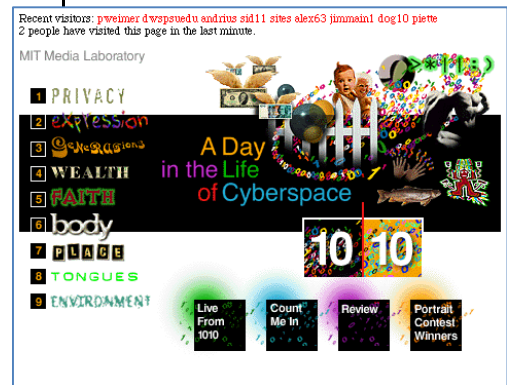 Recent visitors: pweimer dwspsuedu andrius sid11 sites alex63 jimmain1 dog10 piette
2 people have visited this page in the last minute.
MIT Media Laboratory
1 PRIVACY
2 expression
3 Generations
4 WEALTH
5 FAITH
6 body
7 PLACE
8 TONGUES
9 ENVIRONMENT
A Day
in the Life
of Cyberspace
10 10
Live
From
1010
Count
Me In
Review
Portrait
Contest
Winners